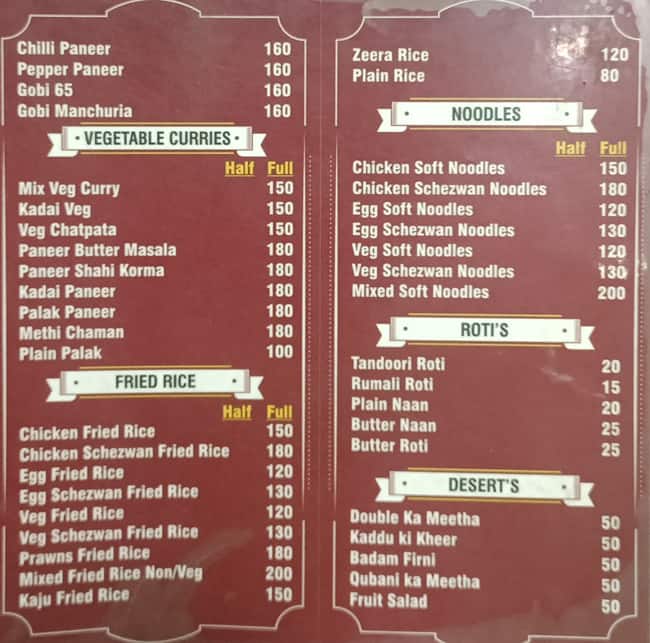 Chilli Paneer 160
Pepper Paneer 160
Gobi 65 160
Gobi Manchuria 160
VEGETABLE CURRIES
Half Full
Mix Veg Curry 150
Kadai Veg 150
Veg Chatpata 150
Paneer Butter Masala 180
Paneer Shahi Korma 180
Kadai Paneer 180
Palak Paneer 180
Methi Chaman 180
Plain Palak 100
FRIED RICE
Half Full
Chicken Fried Rice 150
Chicken Schezwan Fried Rice 180
Egg Fried Rice 120
Egg Schezwan Fried Rice 130
Veg Fried Rice 120
Veg Schezwan Fried Rice 130
Prawns Fried Rice 180
Mixed Fried Rice Non/Veg 200
Kaju Fried Rice 150
Zeera Rice 120
Plain Rice 80
NOODLES
Half Full
Chicken Soft Noodles 150
Chicken Schezwan Noodles 180
Egg Soft Noodles 120
Egg Schezwan Noodles 130
Veg Soft Noodles 120
Veg Schezwan Noodles 130
Mixed Soft Noodles 200
ROTI'S
Tandoori Roti 20
Rumali Roti 15
Plain Naan 20
Butter Naan 25
Butter Roti 25
DESERT'S
Double Ka Meetha 50
Kaddu ki Kheer 50
Badam Firni 50
Qubani ka Meetha 50
Fruit Salad 50